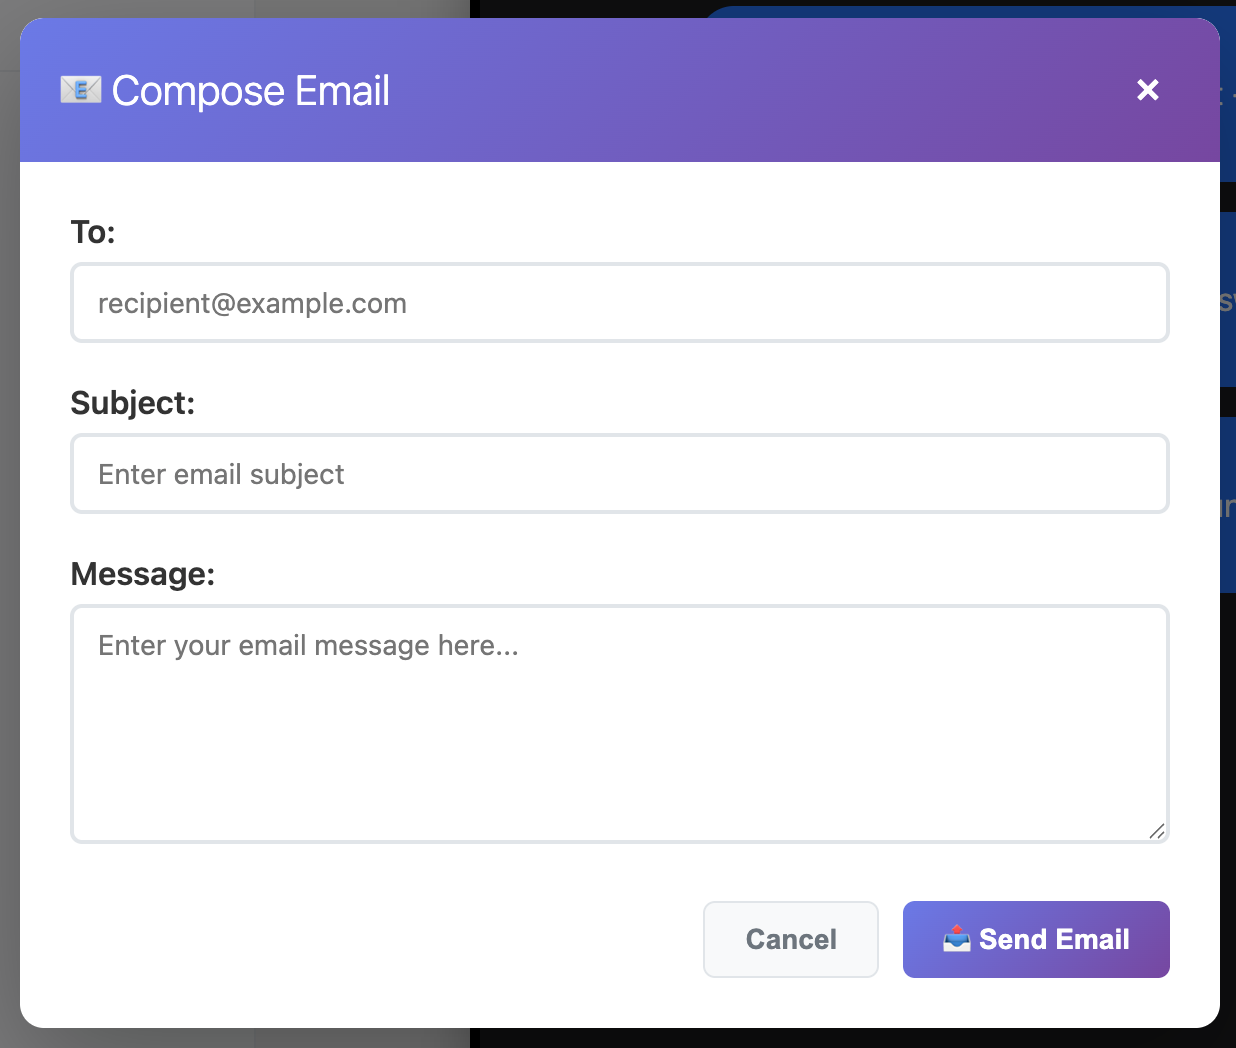 Compose Email
×
To:
recipient@example.com
Subject:
Enter email subject
Message:
Enter your email message here...
Cancel
Send Email